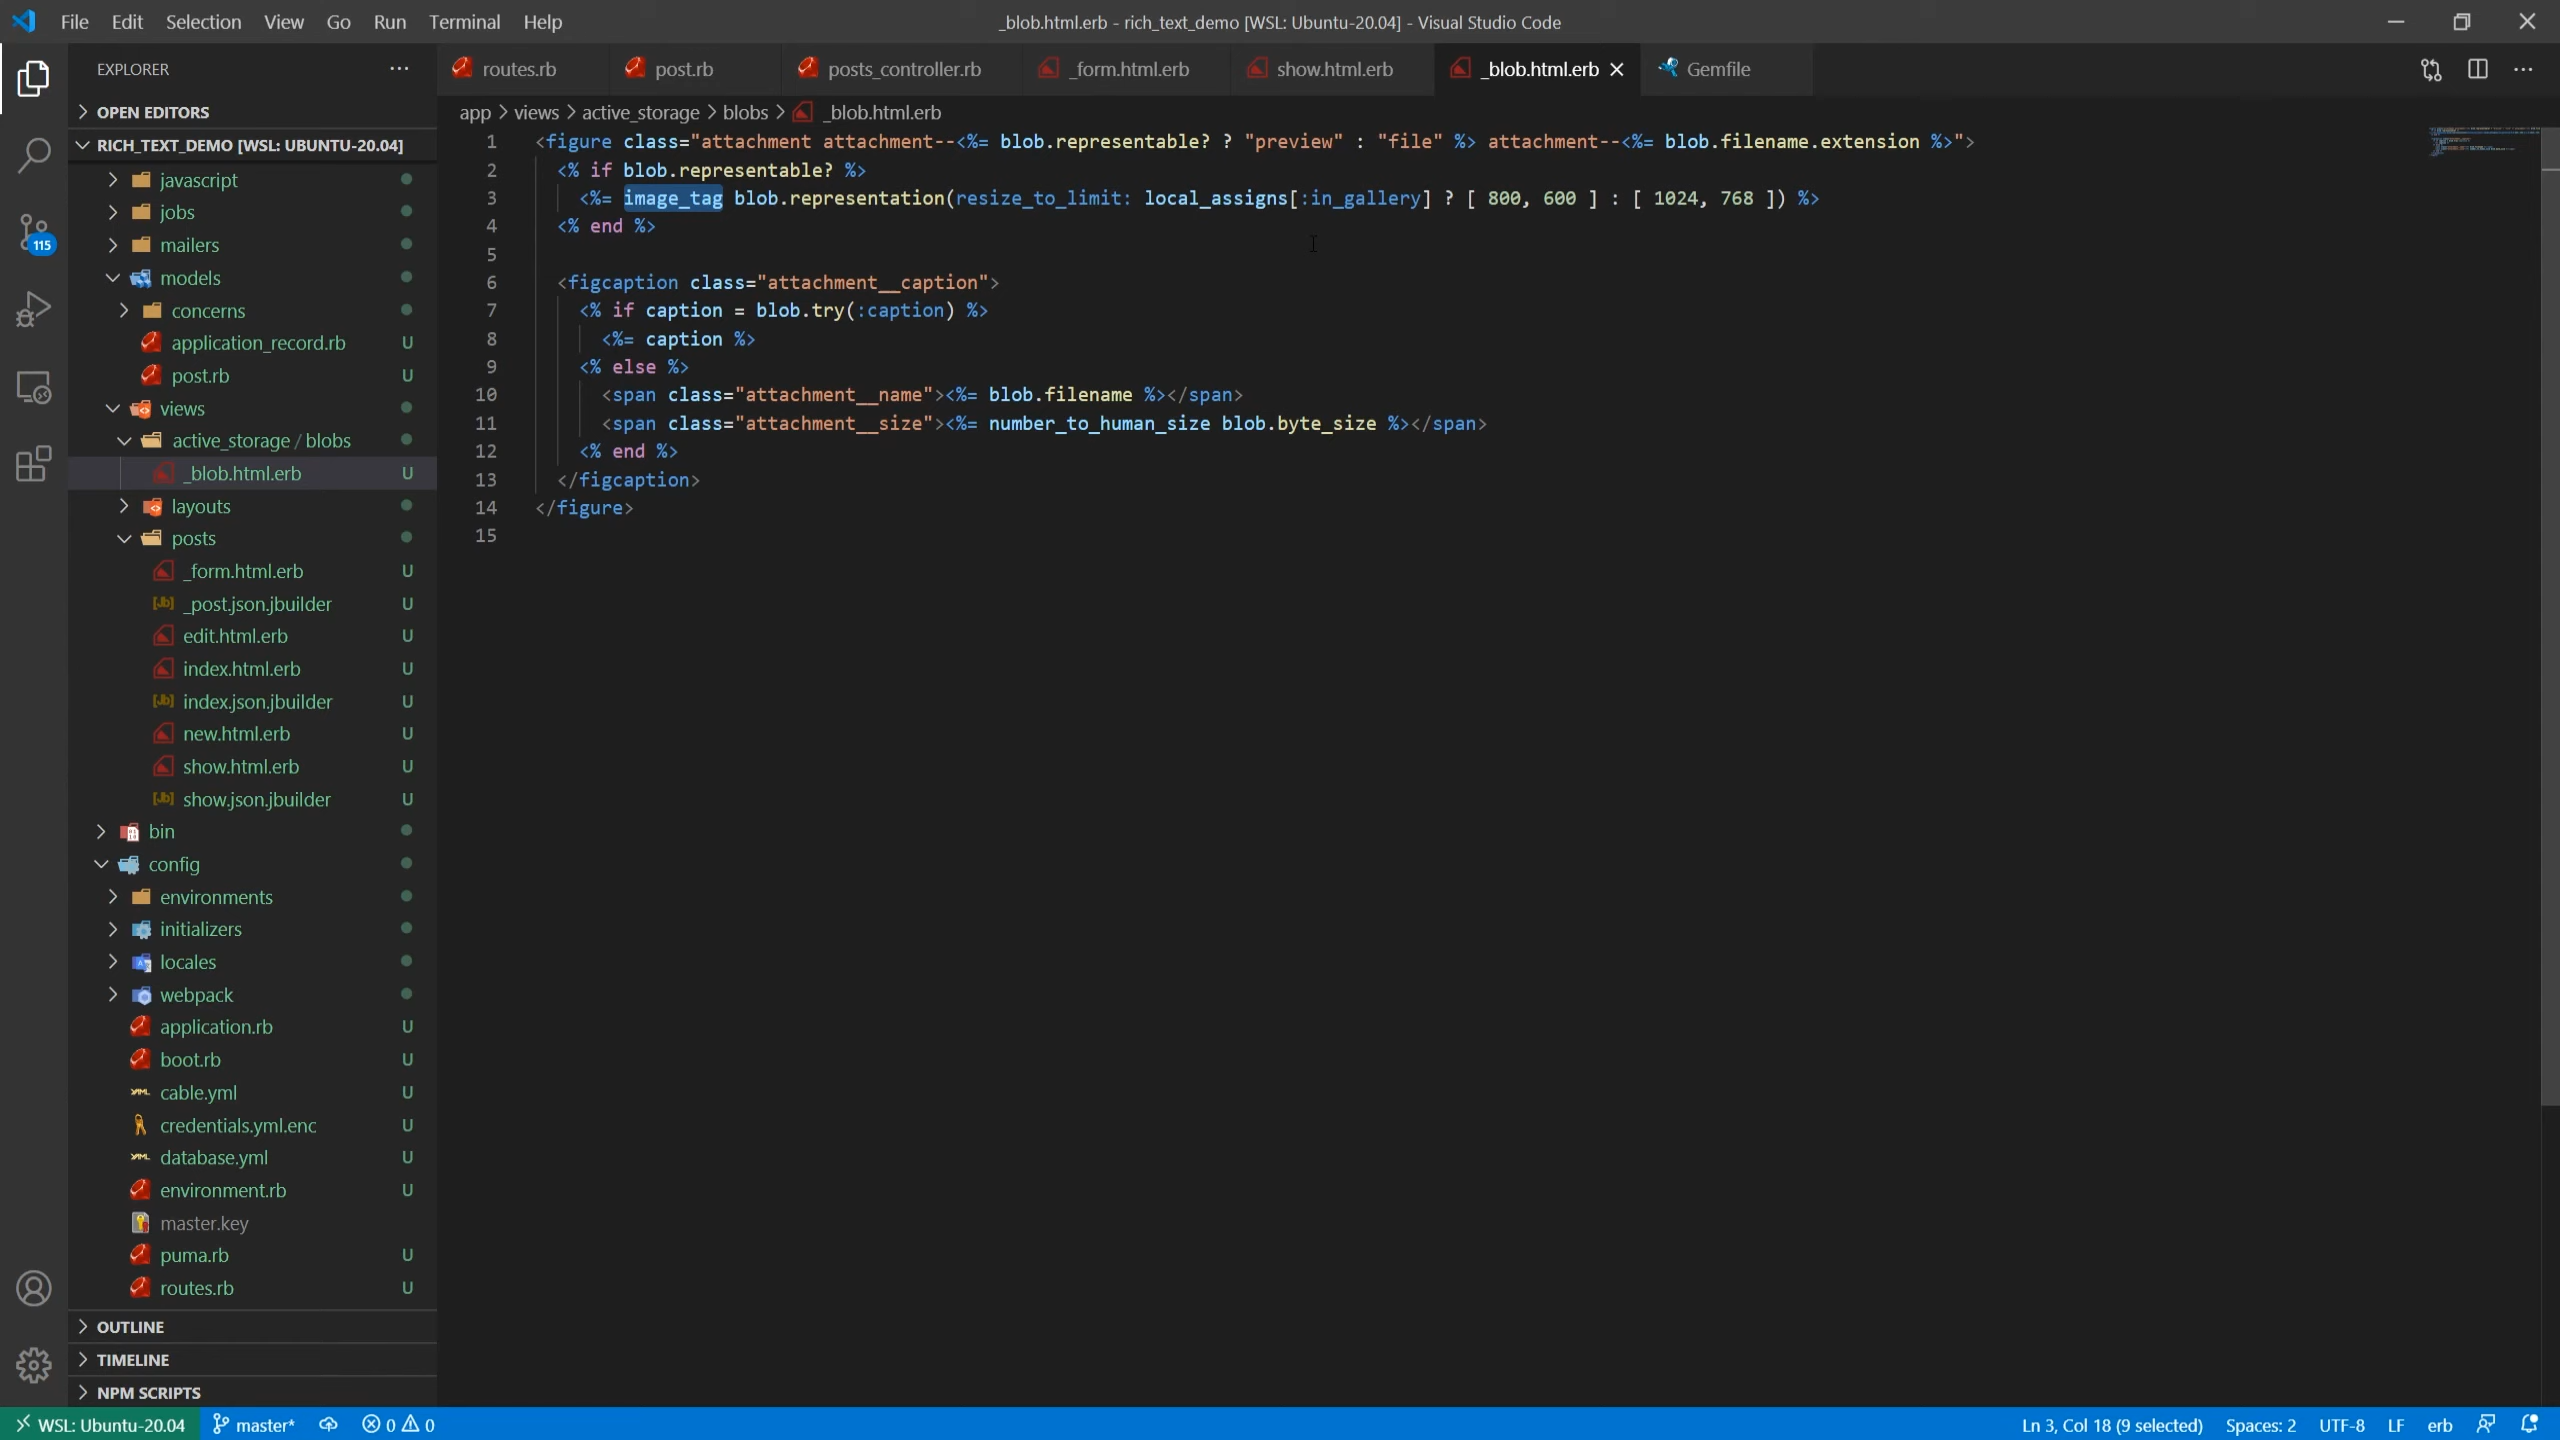 File Edit Selection View Go Run Terminal Help
_blob.html.erb - rich_text_demo [WSL: Ubuntu-20.04] - Visual Studio Code
EXPLORER
routes.rb
post.rb
posts_controller.rb
_form.html.erb
show.html.erb
_blob.html.erb
Gemfile
OPEN EDITORS
RICH_TEXT_DEMO [WSL: UBUNTU-20.04]
115
javascript
jobs
mailers
models
concerns
application_record.rb U
post.rb U
views
active_storage / blobs
_blob.html.erb U
layouts
posts
_form.html.erb U
_post.json.jbuilder U
edit.html.erb U
index.html.erb U
index.json.jbuilder U
new.html.erb U
show.html.erb U
show.json.jbuilder U
bin
config
environments
initializers
locales
webpack
application.rb U
boot.rb U
cable.yml U
credentials.yml.enc U
database.yml U
environment.rb U
master.key
puma.rb U
routes.rb U
OUTLINE
TIMELINE
NPM SCRIPTS
app > views > active_storage > blobs > _blob.html.erb
1 <figure class="attachment attachment--<%= blob.representable? ? "preview" : "file" %> attachment--<%= blob.filename.extension %>">
2 <% if blob.representable? %>
3 <%= image_tag blob.representation(resize_to_limit: local_assigns[:in_gallery] ? [ 800, 600 ] : [ 1024, 768 ]) %>
4 <% end %>
5
6 <figcaption class="attachment__caption">
7 <% if caption = blob.try(:caption) %>
8 <%= caption %>
9 <% else %>
10 <span class="attachment__name"><%= blob.filename %></span>
11 <span class="attachment__size"><%= number_to_human_size blob.byte_size %></span>
12 <% end %>
13 </figcaption>
14 </figure>
15
WSL: Ubuntu-20.04 master* 0 0
Ln 3, Col 18 (9 selected) Spaces: 2 UTF-8 LF erb